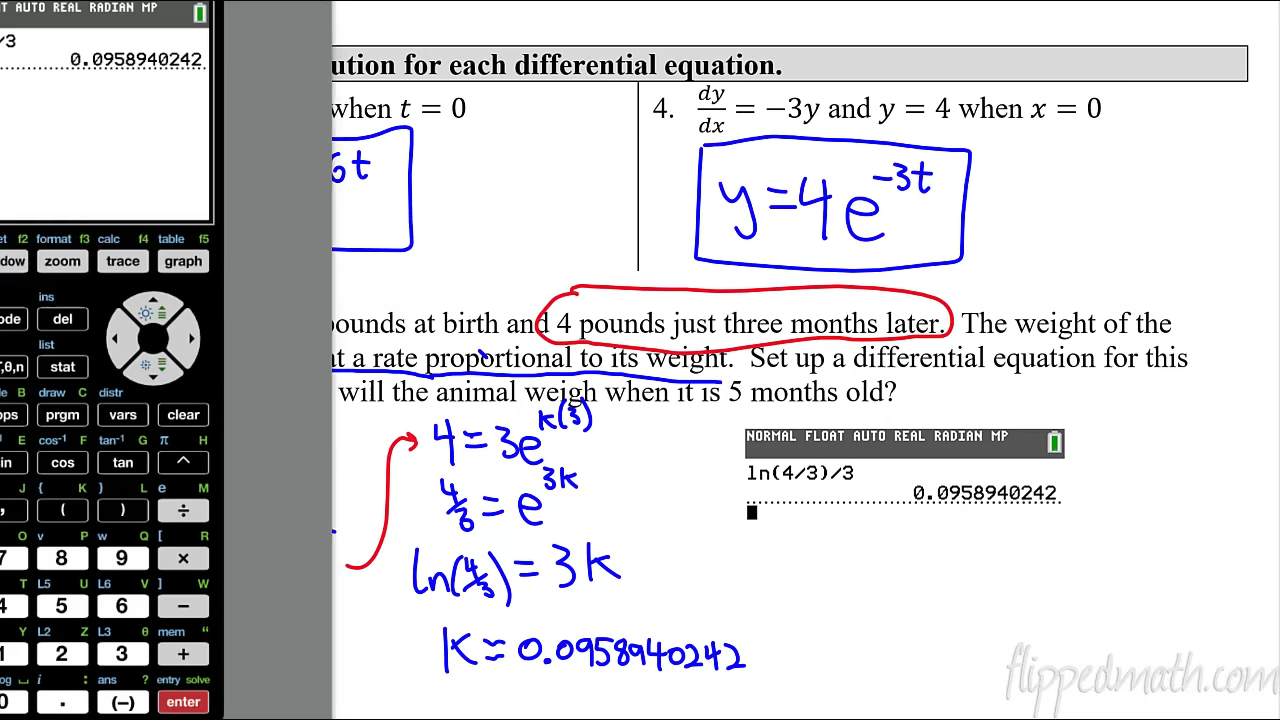 AUTO REAL RADIAN MP
/3
0.0958940242
ution for each differential equation.
when t = 0
6t
4. dy/dx = −3y and y = 4 when x = 0
y=4e^-3t
f2 format f3 calc f4 table f5
zoom trace graph
ounds at birth and 4 pounds just three months later. The weight of the
at a rate proportional to its weight. Set up a differential equation for this
will the animal weigh when it is 5 months old?
ins
del
list
stat
draw C distr
prgm vars clear
E cos⁻¹ F tan⁻¹ G π H
cos tan ^
J { K } L e M
, ( ) ÷
O v P w Q [ R
7 8 9 ×
T L5 U L6 V ] W
4 5 6 −
Y L2 Z L3 θ mem "
1 2 3 +
i : ans ? entry solve
0 . (−) enter
4=3e^k(3)
4/3=e^3k
ln(4/3)=3k
k≈0.0958940242
NORMAL FLOAT AUTO REAL RADIAN MP
ln(4/3)/3
0.0958940242
flippedmath.com